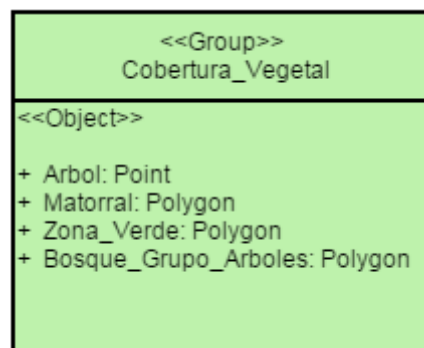 <<Group>>
Cobertura_Vegetal
<<Object>>
+ Arbol: Point
+ Matorral: Polygon
+ Zona_Verde: Polygon
+ Bosque_Grupo_Arboles: Polygon